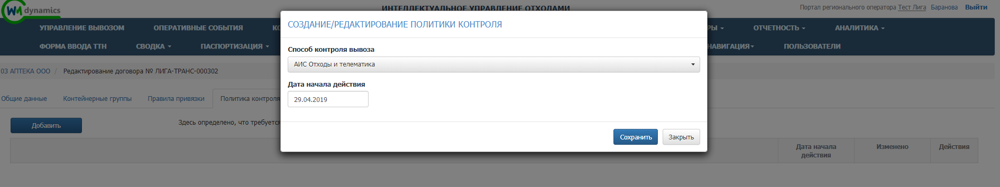 WM dynamics
ИНТЕЛЛЕКТУАЛЬНОЕ УПРАВЛЕНИЕ ОТХОДАМИ
Портал регионального оператора Тест Лига Баранова Выйти
УПРАВЛЕНИЕ ВЫВОЗОМ ОПЕРАТИВНЫЕ СОБЫТИЯ КО РЫ ОТЧЕТНОСТЬ АНАЛИТИКА
ФОРМА ВВОДА ТТН СВОДКА ПАСПОРТИЗАЦИЯ НАВИГАЦИЯ ПОЛЬЗОВАТЕЛИ
03 АПТЕКА ООО / Редактирование договора № ЛИГА-ТРАНС-000302
Общие данные Контейнерные группы Правила привязки Политика контроля
Добавить Здесь определено, что требуется
Дата начала действия Изменено Действия
СОЗДАНИЕ/РЕДАКТИРОВАНИЕ ПОЛИТИКИ КОНТРОЛЯ
Способ контроля вывоза
АИС Отходы и телематика
Дата начала действия
29.04.2019
Сохранить Закрыть